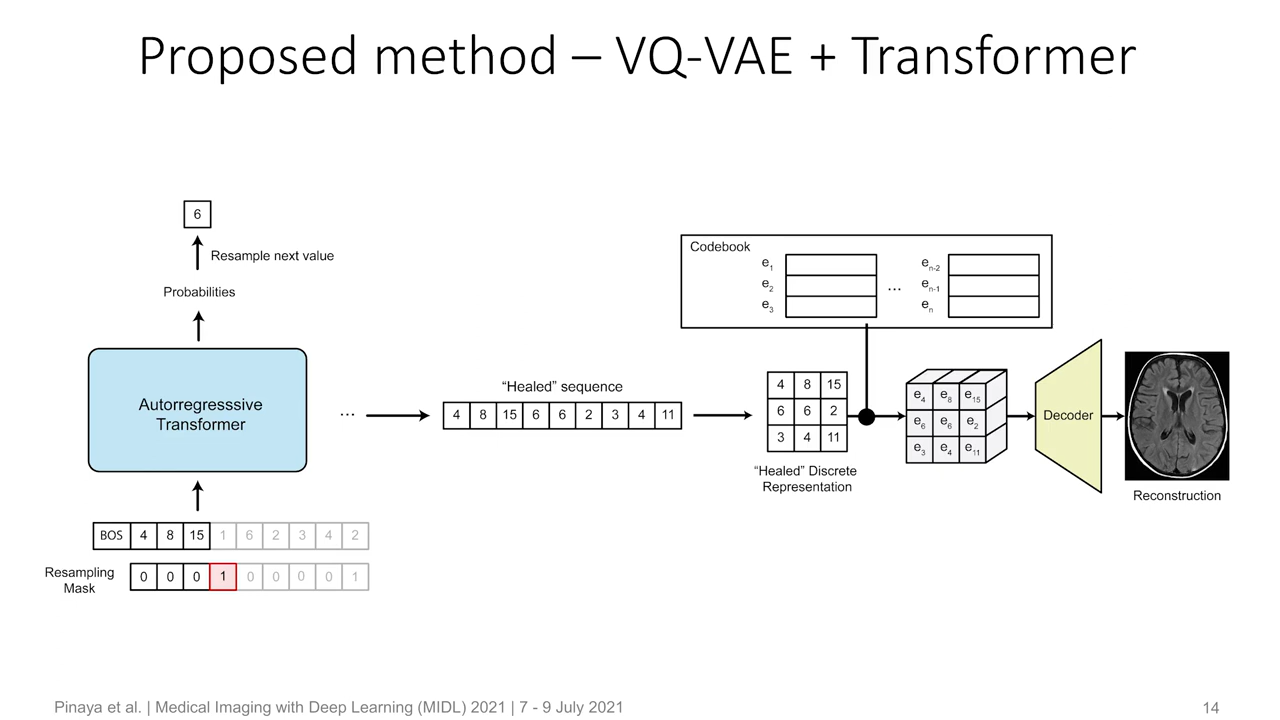 Proposed method – VQ-VAE + Transformer
6
Resample next value
Probabilities
Autorregresssive
Transformer
BOS 4 8 15 1 6 2 3 4 2
Resampling
Mask
0 0 0 1 0 0 0 0 1
...
“Healed” sequence
4 8 15 6 6 2 3 4 11
Codebook
e1
e2
e3
...
en-2
en-1
en
4 8 15
6 6 2
3 4 11
“Healed” Discrete
Representation
e4 e8 e15
e6 e6 e2
e3 e4 e11
Decoder
Reconstruction
Pinaya et al. | Medical Imaging with Deep Learning (MIDL) 2021 | 7 - 9 July 2021
14